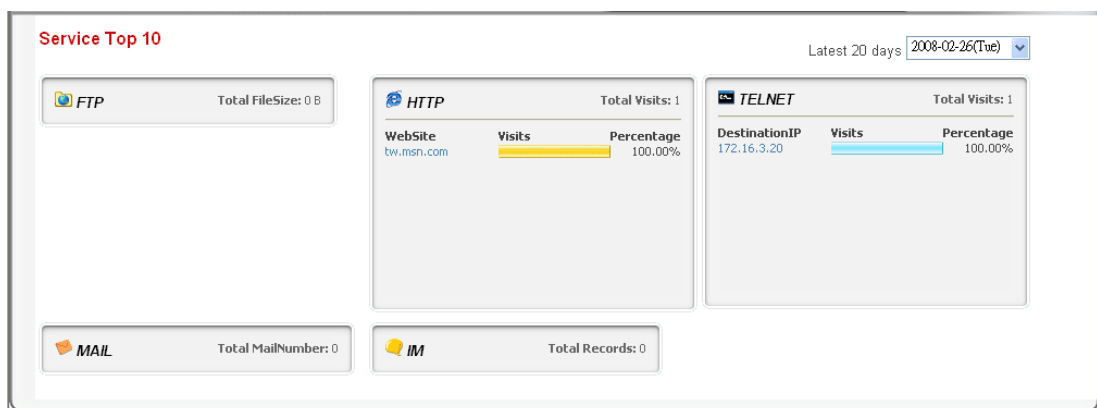 Service Top 10
Latest 20 days 2008-02-26(Tue)
FTP Total FileSize: 0 B
HTTP Total Visits: 1
WebSite Visits Percentage
tw.msn.com 100.00%
TELNET Total Visits: 1
DestinationIP Visits Percentage
172.16.3.20 100.00%
MAIL Total MailNumber: 0
IM Total Records: 0